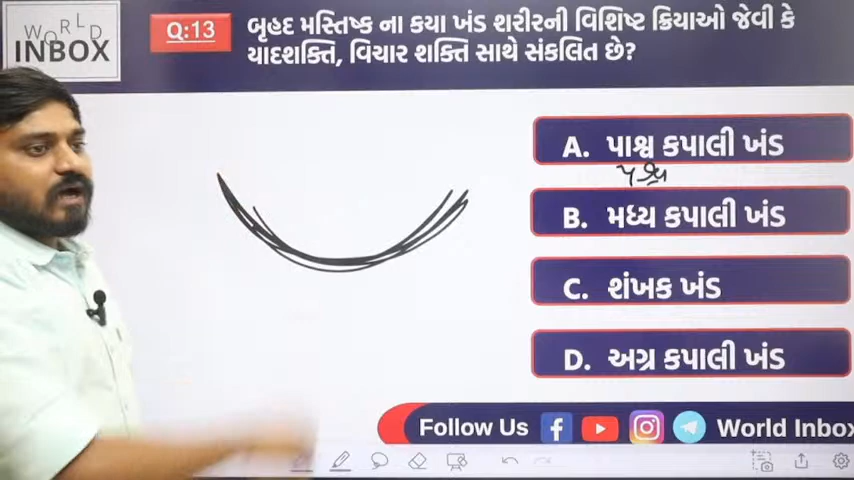 WORLD
INBOX
Q:13
બૃહદ મસ્તિષ્ક ના કયા ખંડ શરીરની વિશિષ્ટ ક્રિયાઓ જેવી કે
યાદશક્તિ, વિચાર શક્તિ સાથે સંકલિત છે?
A. પાશ્વ કપાલી ખંડ
B. મધ્ય કપાલી ખંડ
C. શંખક ખંડ
D. અગ્ર કપાલી ખંડ
Follow Us
World Inbox